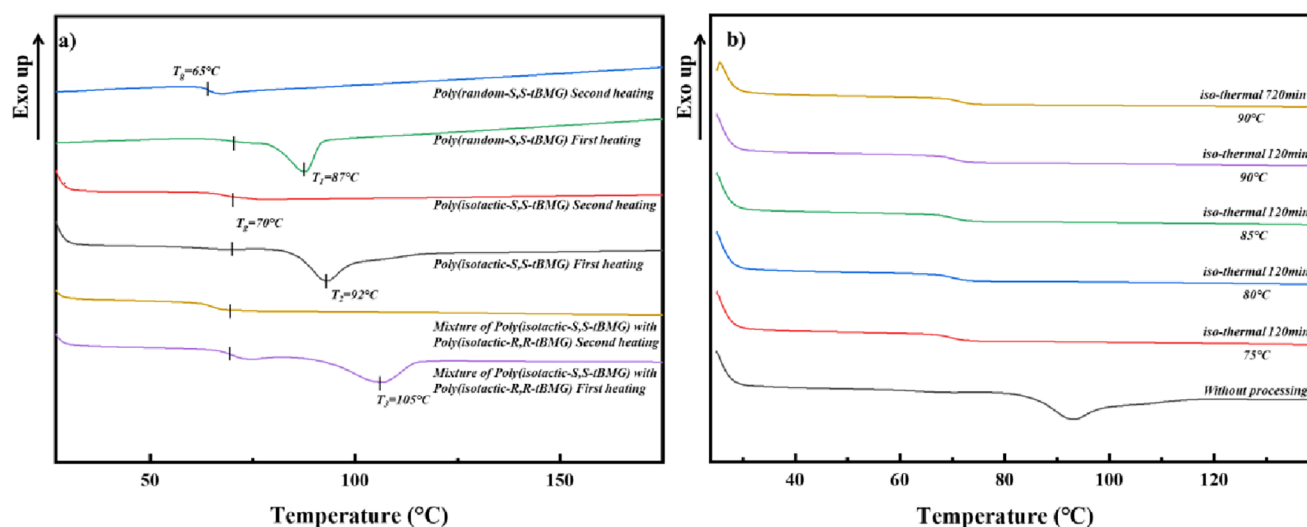 Exo up
a)
Tg=65°C
Poly(random-S,S-tBMG) Second heating
Poly(random-S,S-tBMG) First heating
T1=87°C
Poly(isotactic-S,S-tBMG) Second heating
Tg=70°C
Poly(isotactic-S,S-tBMG) First heating
T2=92°C
Mixture of Poly(isotactic-S,S-tBMG) with
Poly(isotactic-R,R-tBMG) Second heating
Mixture of Poly(isotactic-S,S-tBMG) with
Poly(isotactic-R,R-tBMG) First heating
T3=105°C
50
100
150
Temperature (°C)
Exo up
b)
iso-thermal 720min
90°C
iso-thermal 120min
90°C
iso-thermal 120min
85°C
iso-thermal 120min
80°C
iso-thermal 120min
75°C
Without processing
40
60
80
100
120
Temperature (°C)